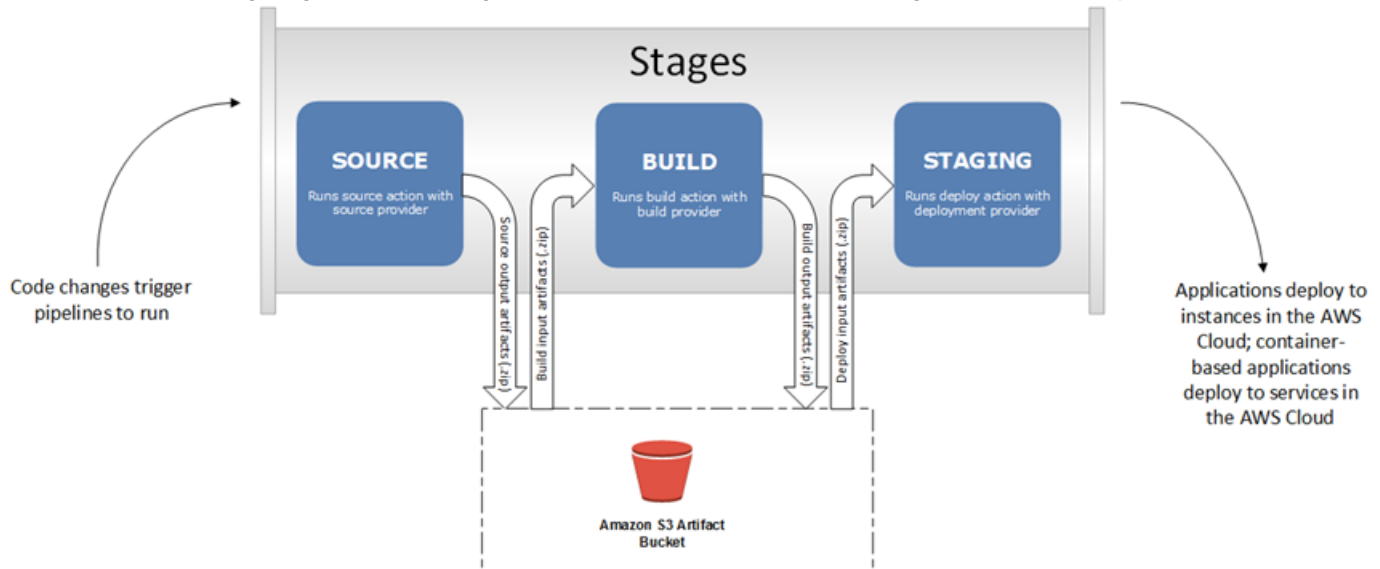 Stages
SOURCE
Runs source action with
source provider
BUILD
Runs build action with
build provider
STAGING
Runs deploy action with
deployment provider
Source output artifacts (.zip)
Build input artifacts (.zip)
Build output artifacts (.zip)
Deploy input artifacts (.zip)
Code changes trigger
pipelines to run
Applications deploy to
instances in the AWS
Cloud; container-
based applications
deploy to services in
the AWS Cloud
Amazon S3 Artifact
Bucket